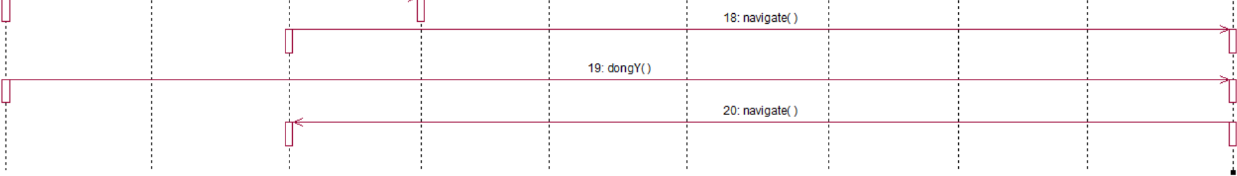 18: navigate( )
19: dongY( )
20: navigate( )